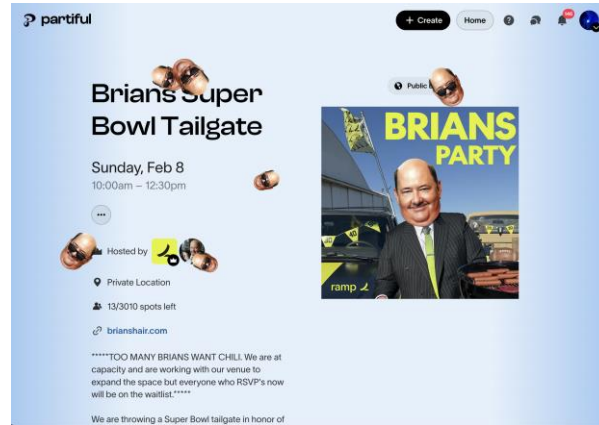 partiful
+ Create
Home
?
Brians Super
Bowl Tailgate
Sunday, Feb 8
10:00am – 12:30pm
Hosted by
Private Location
13/3010 spots left
brianshair.com
*****TOO MANY BRIANS WANT CHILI. We are at
capacity and are working with our venue to
expand the space but everyone who RSVP's now
will be on the waitlist.*****
We are throwing a Super Bowl tailgate in honor of
Public
BRIANS
PARTY
40
ramp